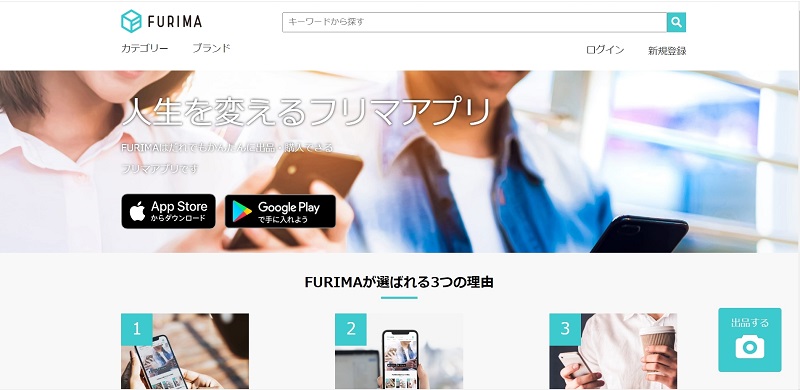 FURIMA
キーワードから探す
カテゴリー ブランド
ログイン 新規登録
人生を変えるフリマアプリ
FURIMAはだれでもかんたんに出品・購入できる
フリマアプリです
App Store
からダウンロード
Google Play
で手に入れよう
FURIMAが選ばれる3つの理由
1
2
3
出品する